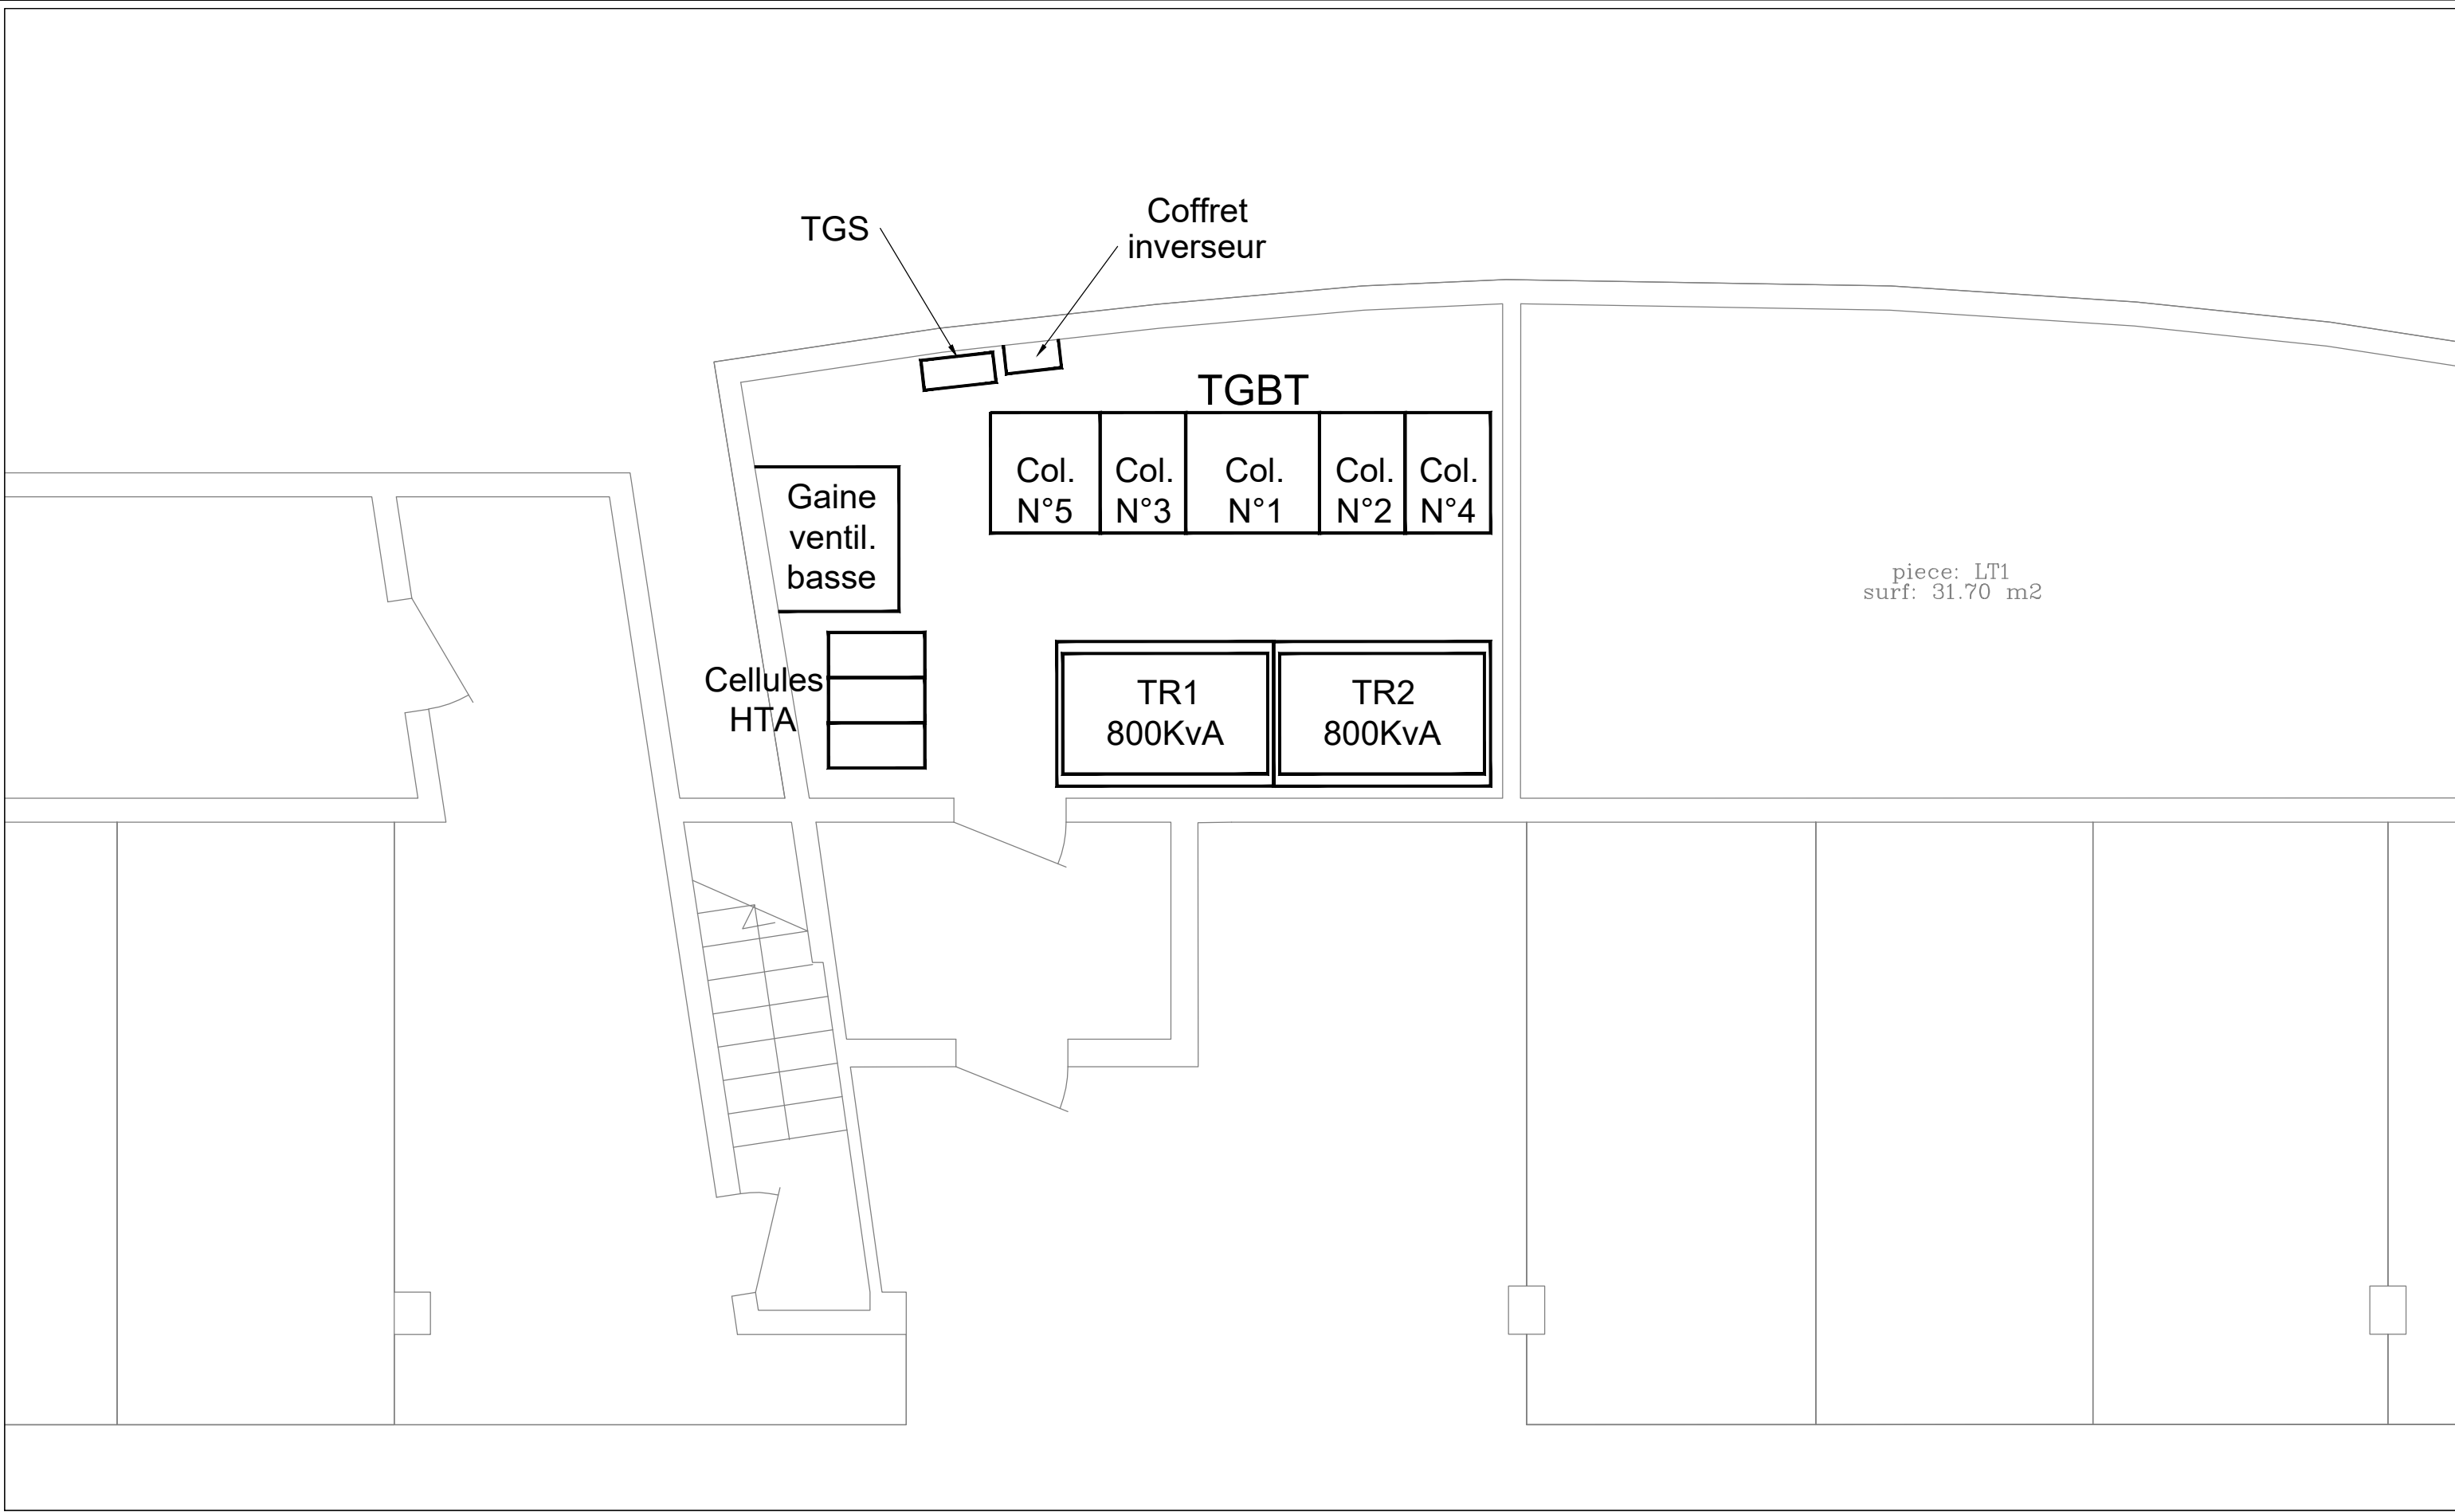 Coffret
inverseur
TGS
TGBT
Col.
N°5
Col.
N°3
Col.
N°1
Col.
N°2
Col.
N°4
Gaine
ventil.
basse
piece: LT1
surf: 31.70 m2
Cellules
HTA
TR1
800KvA
TR2
800KvA